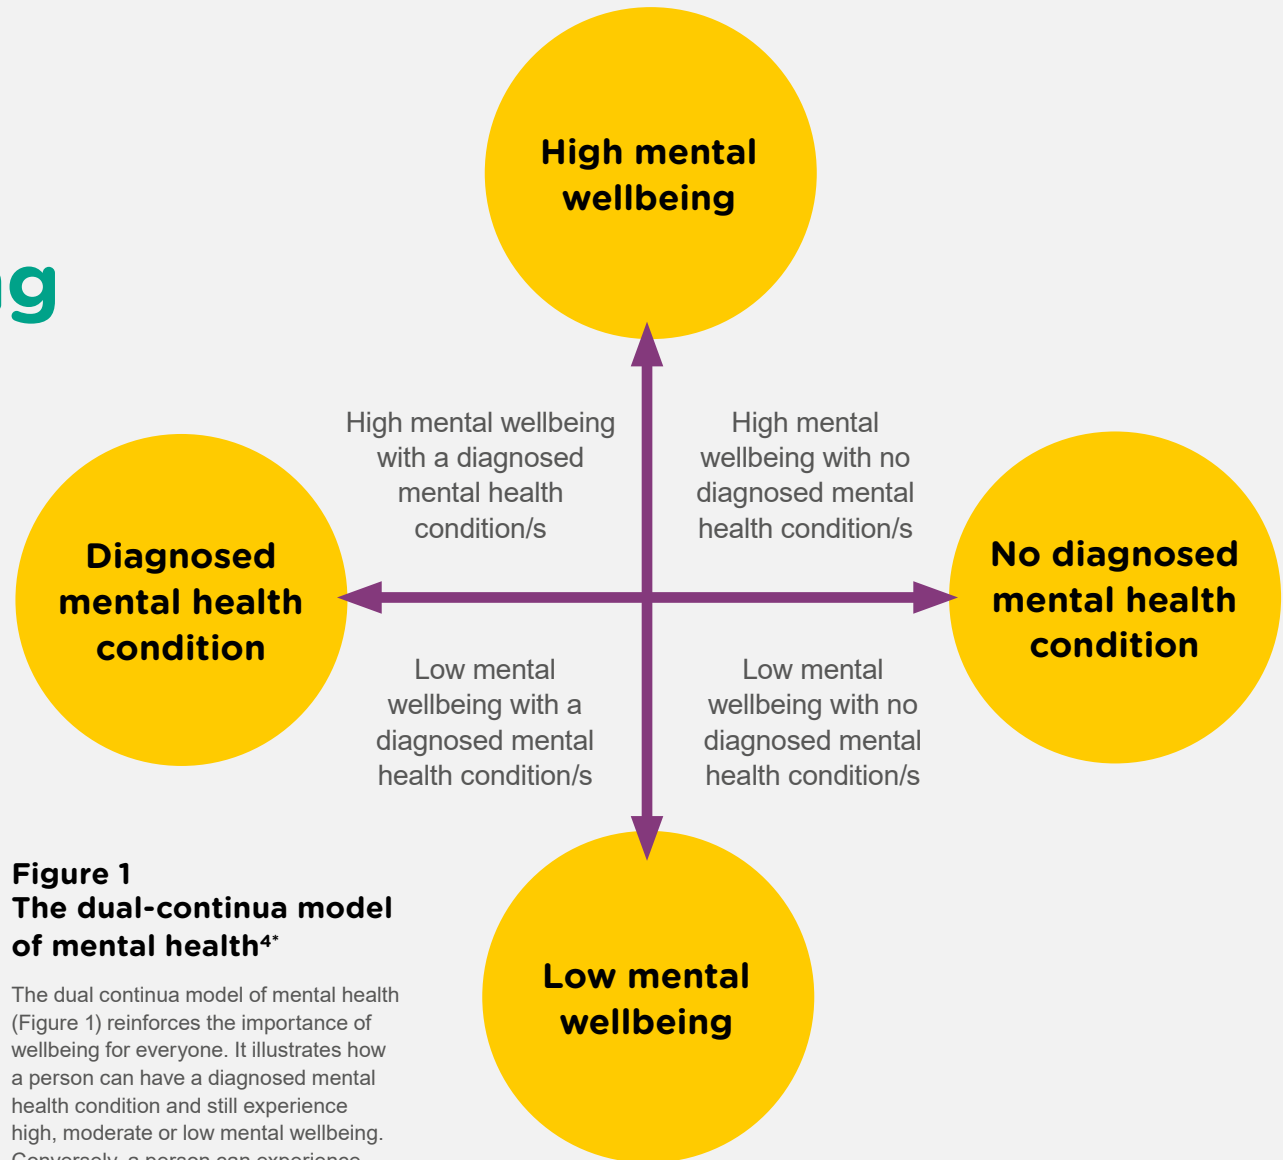 High mental
wellbeing
High mental wellbeing
with a diagnosed
mental health
condition/s
High mental
wellbeing with no
diagnosed mental
health condition/s
Diagnosed
mental health
condition
No diagnosed
mental health
condition
Low mental
wellbeing with a
diagnosed mental
health condition/s
Low mental
wellbeing with no
diagnosed mental
health condition/s
Low mental
wellbeing
Figure 1
The dual-continua model
of mental health⁴*
The dual continua model of mental health
(Figure 1) reinforces the importance of
wellbeing for everyone. It illustrates how
a person can have a diagnosed mental
health condition and still experience
high, moderate or low mental wellbeing.
Conversely, a person can experience